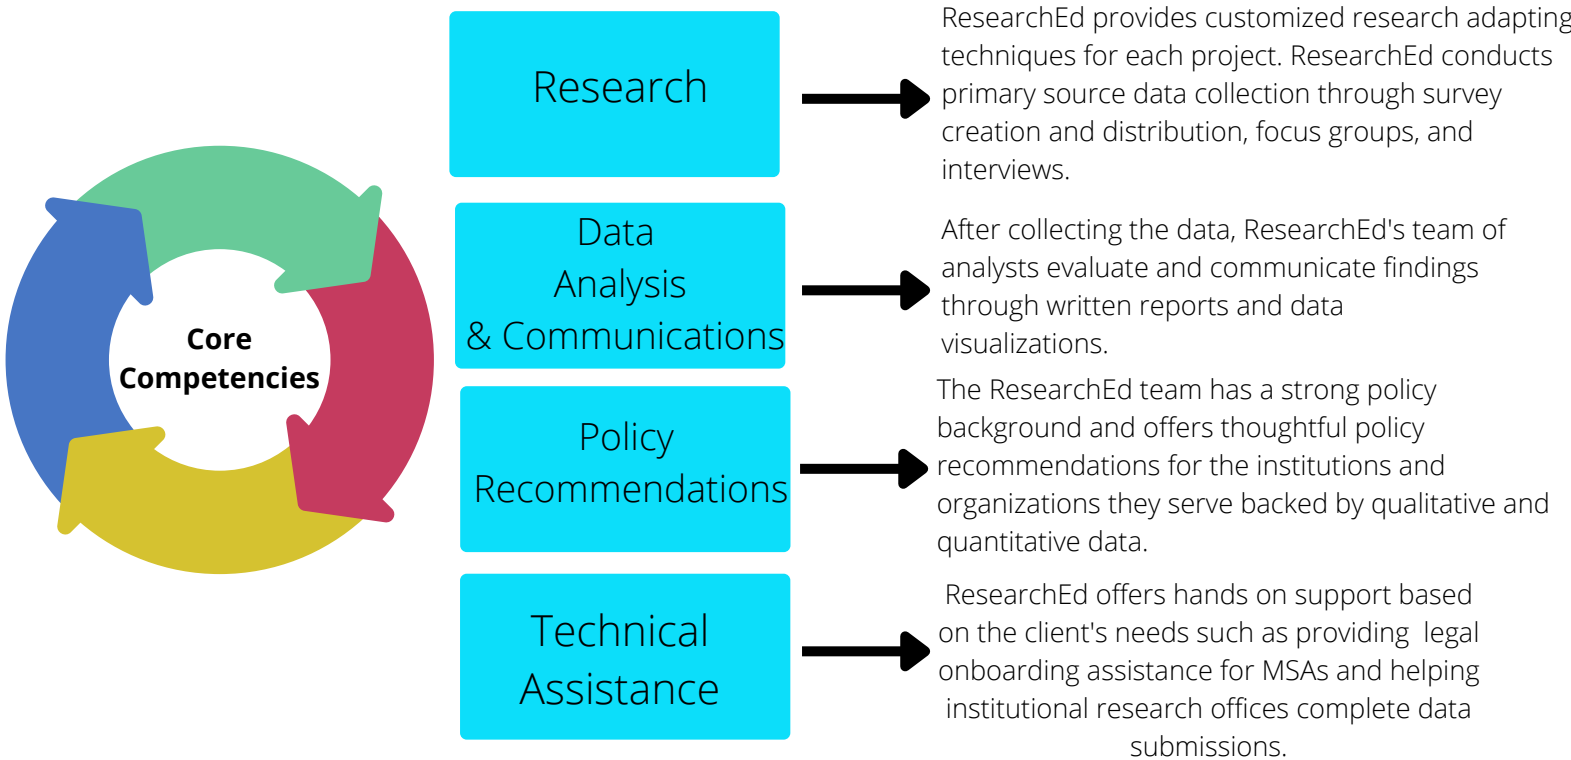 Core
Competencies
Research
ResearchEd provides customized research adapting
techniques for each project. ResearchEd conducts
primary source data collection through survey
creation and distribution, focus groups, and
interviews.
Data
Analysis
& Communications
After collecting the data, ResearchEd's team of
analysts evaluate and communicate findings
through written reports and data
visualizations.
Policy
Recommendations
The ResearchEd team has a strong policy
background and offers thoughtful policy
recommendations for the institutions and
organizations they serve backed by qualitative and
quantitative data.
Technical
Assistance
ResearchEd offers hands on support based
on the client's needs such as providing  legal
onboarding assistance for MSAs and helping
institutional research offices complete data
submissions.